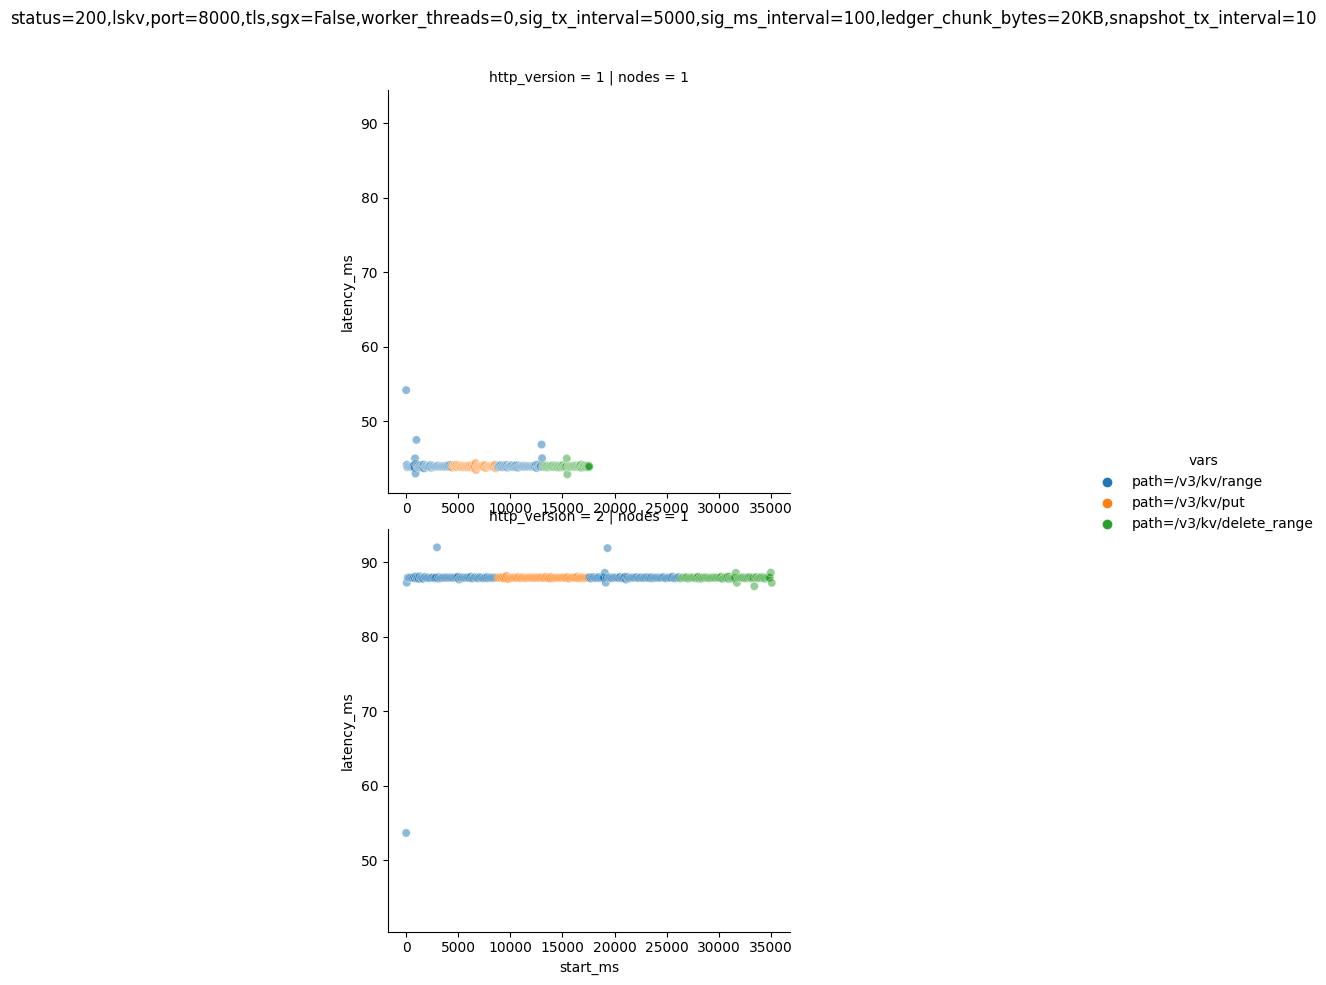 status=200,lskv,port=8000,tls,sgx=False,worker_threads=0,sig_tx_interval=5000,sig_ms_interval=100,ledger_chunk_bytes=20KB,snapshot_tx_interval=10
http_version = 1 | nodes = 1
90
80
70
60
50
latency_ms
0 5000 10000 15000 20000 25000 30000 35000
http_version = 2 | nodes = 1
90
80
70
60
50
latency_ms
0 5000 10000 15000 20000 25000 30000 35000
start_ms
vars
path=/v3/kv/range
path=/v3/kv/put
path=/v3/kv/delete_range